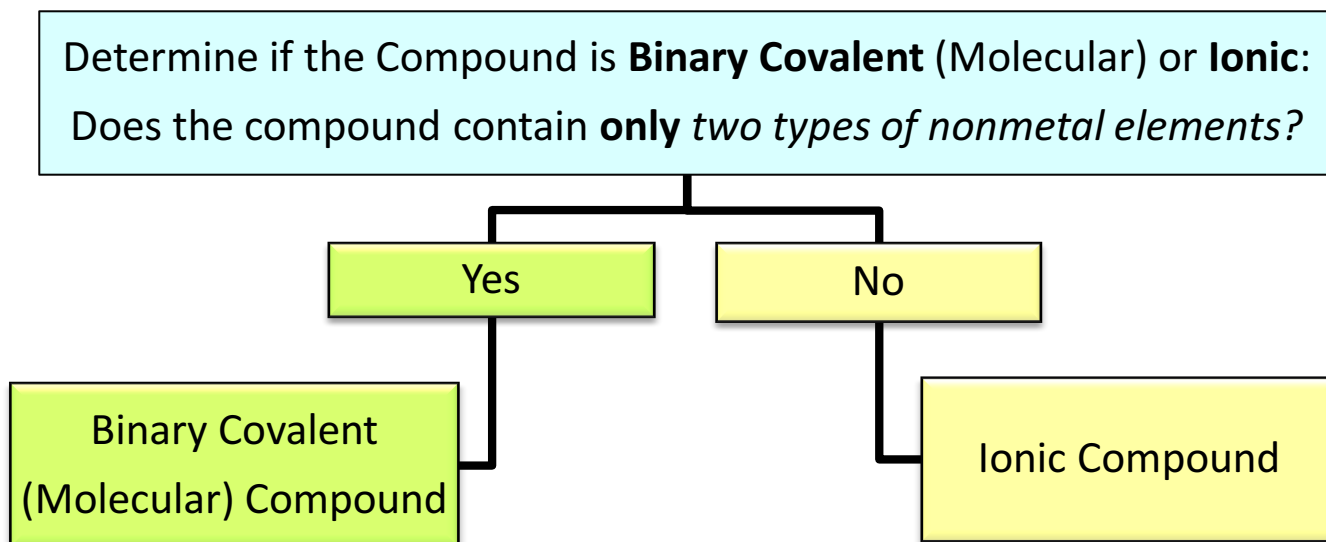 Determine if the Compound is Binary Covalent (Molecular) or Ionic:
Does the compound contain only two types of nonmetal elements?
Yes
No
Binary Covalent
(Molecular) Compound
Ionic Compound